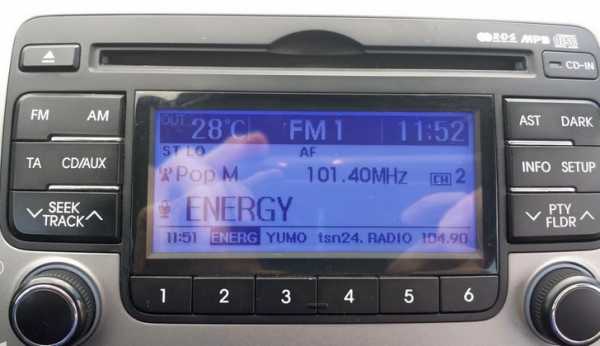 RDS MP3
CD-IN
FM AM
TA CD/AUX
SEEK
TRACK
OUT 28°C FM 1 11:52
ST LO AF
Pop M 101.40MHz CH 2
ENERGY
11:51 ENERG YUMO tsn24. RADIO 104.90
AST DARK
INFO SETUP
PTY
FLDR
1 2 3 4 5 6